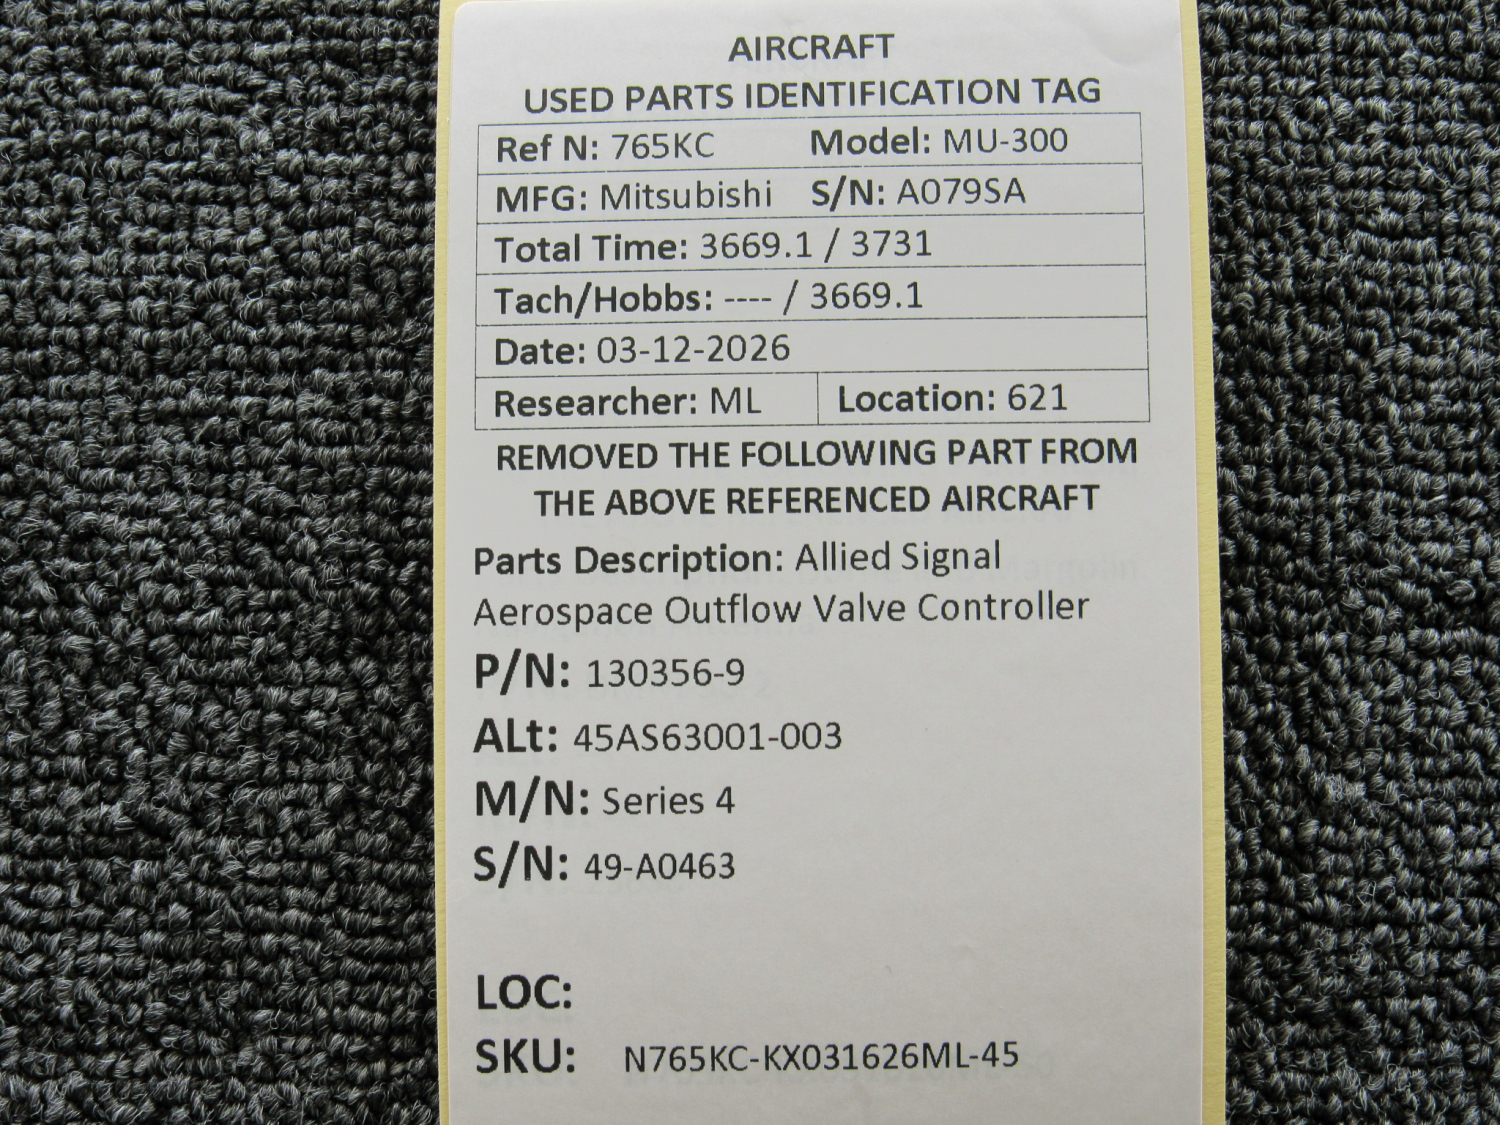 AIRCRAFT
USED PARTS IDENTIFICATION TAG
Ref N: 765KC Model: MU-300
MFG: Mitsubishi S/N: A079SA
Total Time: 3669.1 / 3731
Tach/Hobbs: ---- / 3669.1
Date: 03-12-2026
Researcher: ML Location: 621
REMOVED THE FOLLOWING PART FROM
THE ABOVE REFERENCED AIRCRAFT
Parts Description: Allied Signal
Aerospace Outflow Valve Controller
P/N: 130356-9
ALt: 45AS63001-003
M/N: Series 4
S/N: 49-A0463
LOC:
SKU: N765KC-KX031626ML-45